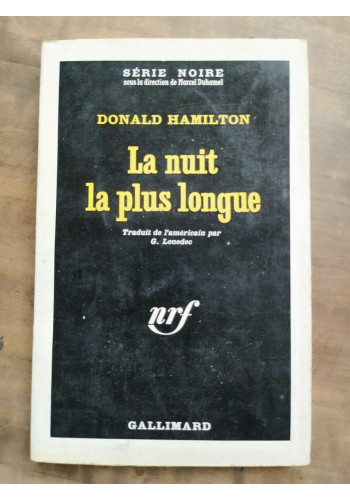 SÉRIE NOIRE
sous la direction de Marcel Duhamel
DONALD HAMILTON
La nuit
la plus longue
Traduit de l'américain par
G. Louedec
nrf
GALLIMARD